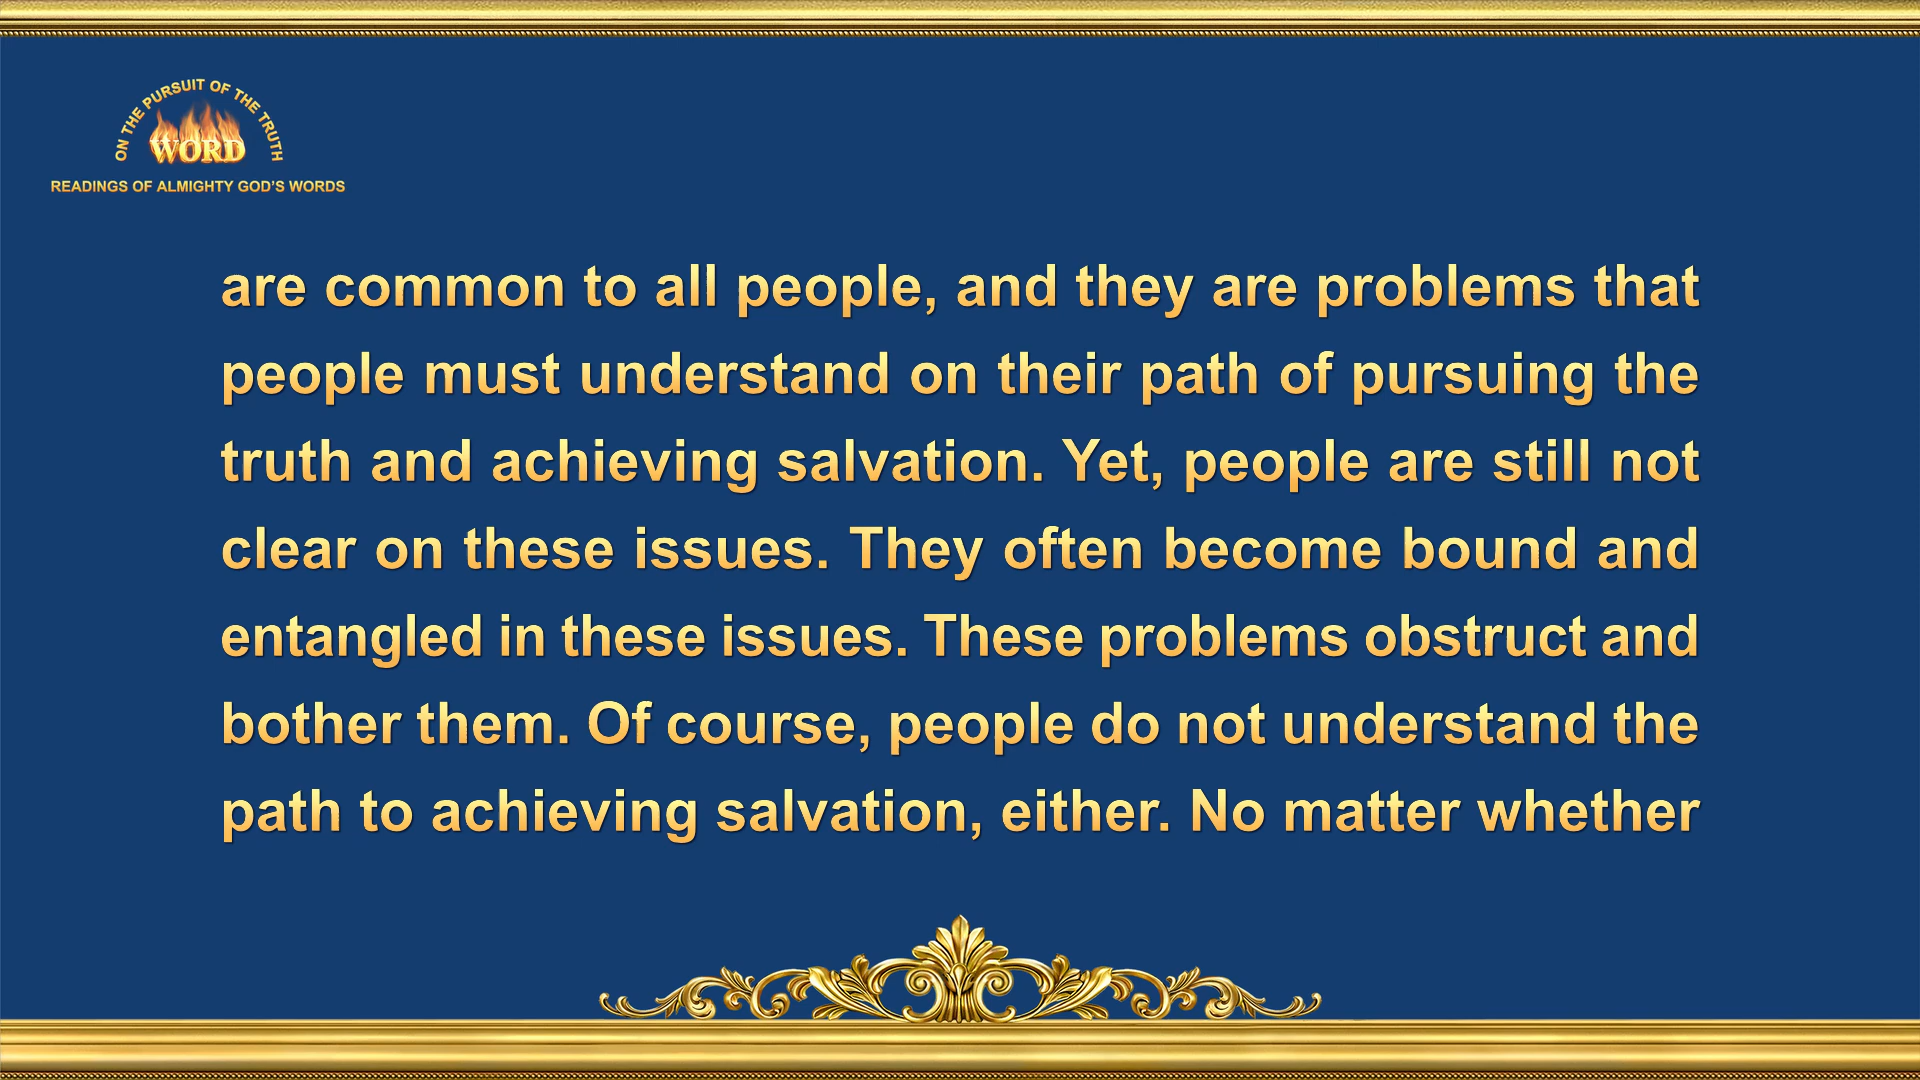 ON THE PURSUIT OF THE TRUTH
WORD
READINGS OF ALMIGHTY GOD'S WORDS
are common to all people, and they are problems that
people must understand on their path of pursuing the
truth and achieving salvation. Yet, people are still not
clear on these issues. They often become bound and
entangled in these issues. These problems obstruct and
bother them. Of course, people do not understand the
path to achieving salvation, either. No matter whether